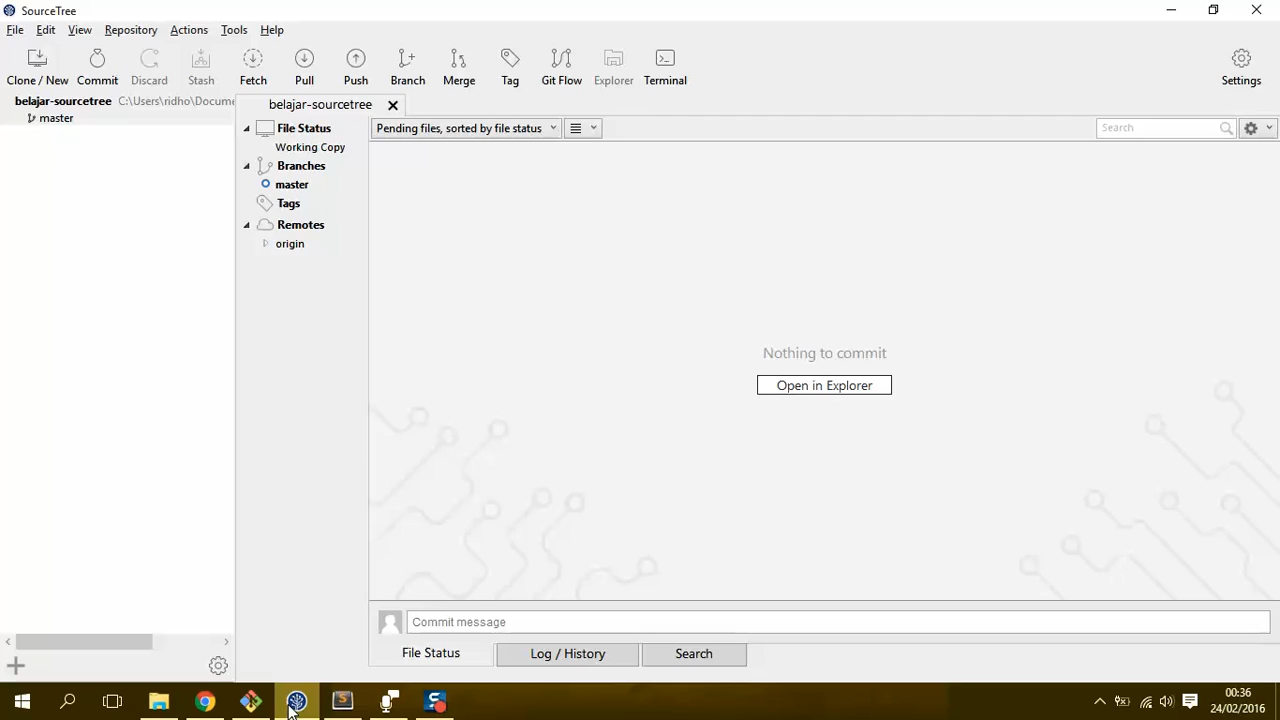 SourceTree
File Edit View Repository Actions Tools Help
Clone / New Commit Discard Stash Fetch Pull Push Branch Merge Tag Git Flow Explorer Terminal Settings
belajar-sourcetree C:\Users\ridho\Docume
master
belajar-sourcetree
File Status
Working Copy
Branches
master
Tags
Remotes
origin
Pending files, sorted by file status
Search
Nothing to commit
Open in Explorer
Commit message
File Status Log / History Search
00:36
24/02/2016